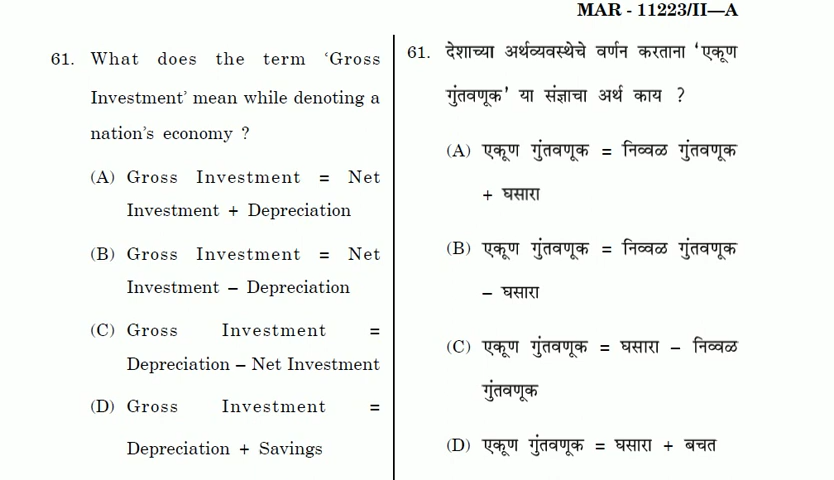 MAR - 11223/II—A
61. What does the term ‘Gross
Investment’ mean while denoting a
nation’s economy ?
(A) Gross Investment = Net
Investment + Depreciation
(B) Gross Investment = Net
Investment – Depreciation
(C) Gross Investment =
Depreciation – Net Investment
(D) Gross Investment =
Depreciation + Savings
61. देशाच्या अर्थव्यवस्थेचे वर्णन करताना ‘एकूण
गुंतवणूक’ या संज्ञाचा अर्थ काय ?
(A) एकूण गुंतवणूक = निव्वळ गुंतवणूक
+ घसारा
(B) एकूण गुंतवणूक = निव्वळ गुंतवणूक
– घसारा
(C) एकूण गुंतवणूक = घसारा – निव्वळ
गुंतवणूक
(D) एकूण गुंतवणूक = घसारा + बचत